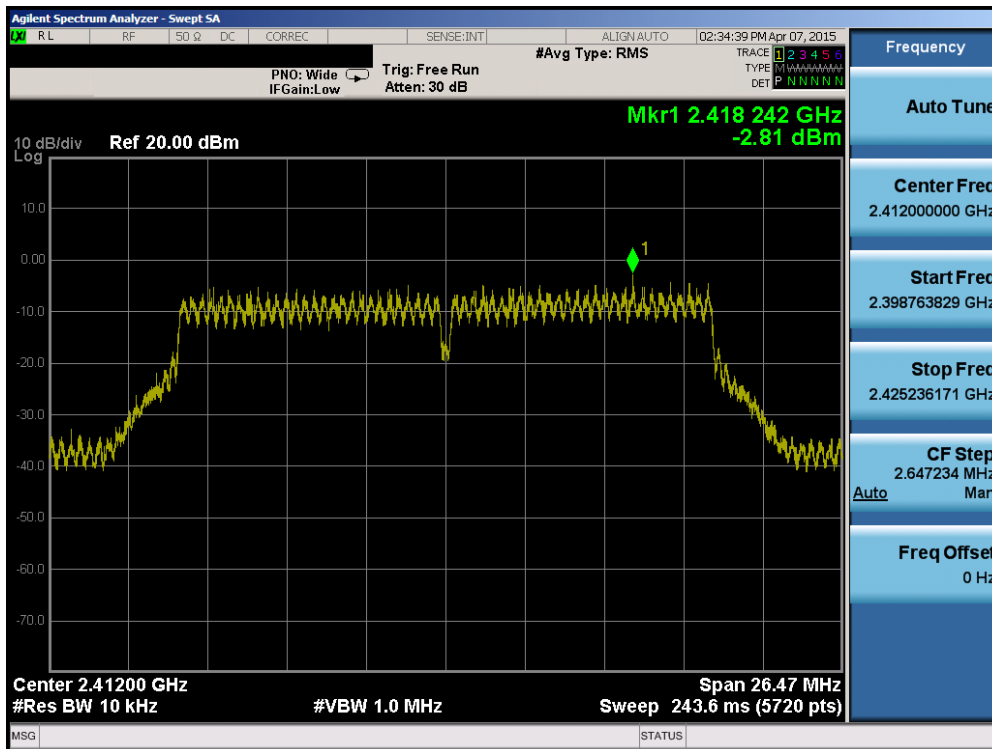 Agilent Spectrum Analyzer - Swept SA
LXI RL RF 50 Ω DC CORREC SENSE:INT ALIGN AUTO 02:34:39 PM Apr 07, 2015
#Avg Type: RMS
TRACE 1 2 3 4 5 6
TYPE M W W W W W
DET P N N N N N
PNO: Wide
IFGain:Low
Trig: Free Run
Atten: 30 dB
Mkr1 2.418 242 GHz
-2.81 dBm
10 dB/div
Log
Ref 20.00 dBm
10.0
0.00
-10.0
-20.0
-30.0
-40.0
-50.0
-60.0
-70.0
1
Center 2.41200 GHz
Span 26.47 MHz
#Res BW 10 kHz
#VBW 1.0 MHz
Sweep 243.6 ms (5720 pts)
MSG
STATUS
Frequency
Auto Tune
Center Freq
2.412000000 GHz
Start Freq
2.398763829 GHz
Stop Freq
2.425236171 GHz
CF Step
2.647234 MHz
Auto Man
Freq Offset
0 Hz